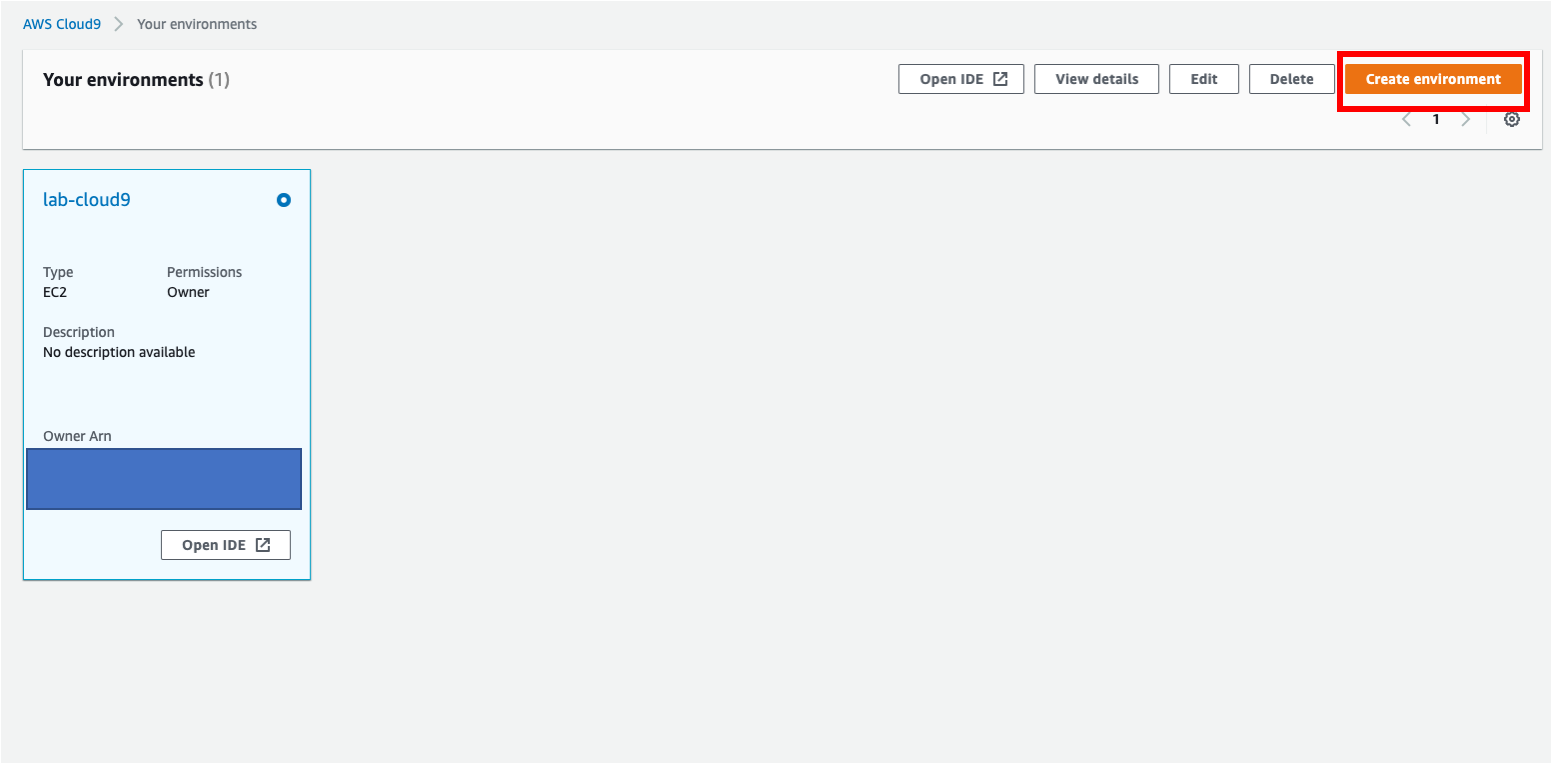 AWS Cloud9 Your environments
Your environments (1) Open IDE View details Edit Delete Create environment
1
lab-cloud9
Type Permissions
EC2 Owner
Description
No description available
Owner Arn
Open IDE